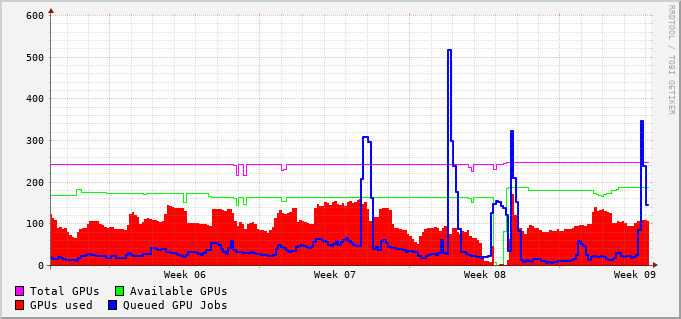 600
500
400
300
200
100
0
Week 06 Week 07 Week 08 Week 09
Total GPUs Available GPUs
GPUs used Queued GPU Jobs
RRDTOOL / TOBI OETIKER